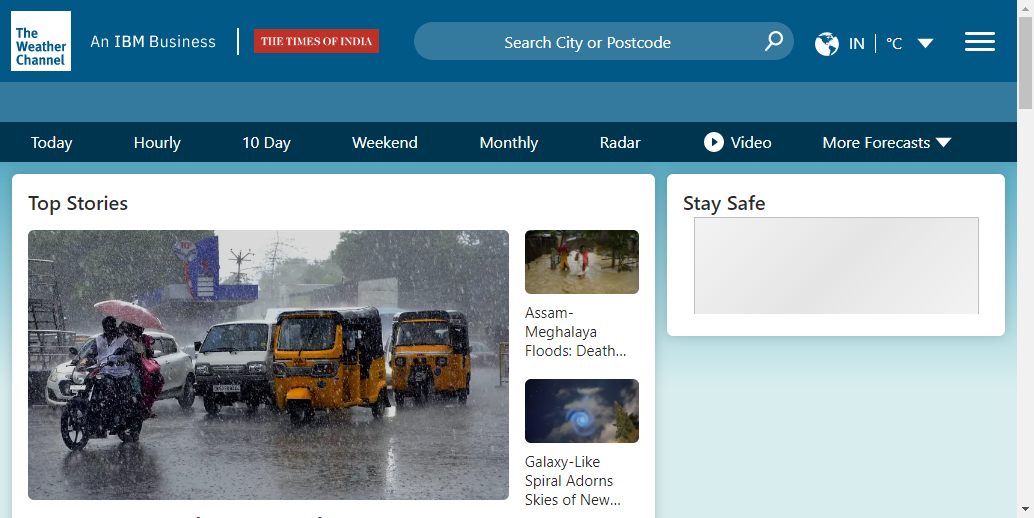 The
Weather
Channel
An IBM Business
THE TIMES OF INDIA
Search City or Postcode
IN
°C
Today
Hourly
10 Day
Weekend
Monthly
Radar
Video
More Forecasts
Top Stories
Assam-
Meghalaya
Floods: Death...
Galaxy-Like
Spiral Adorns
Skies of New...
Stay Safe